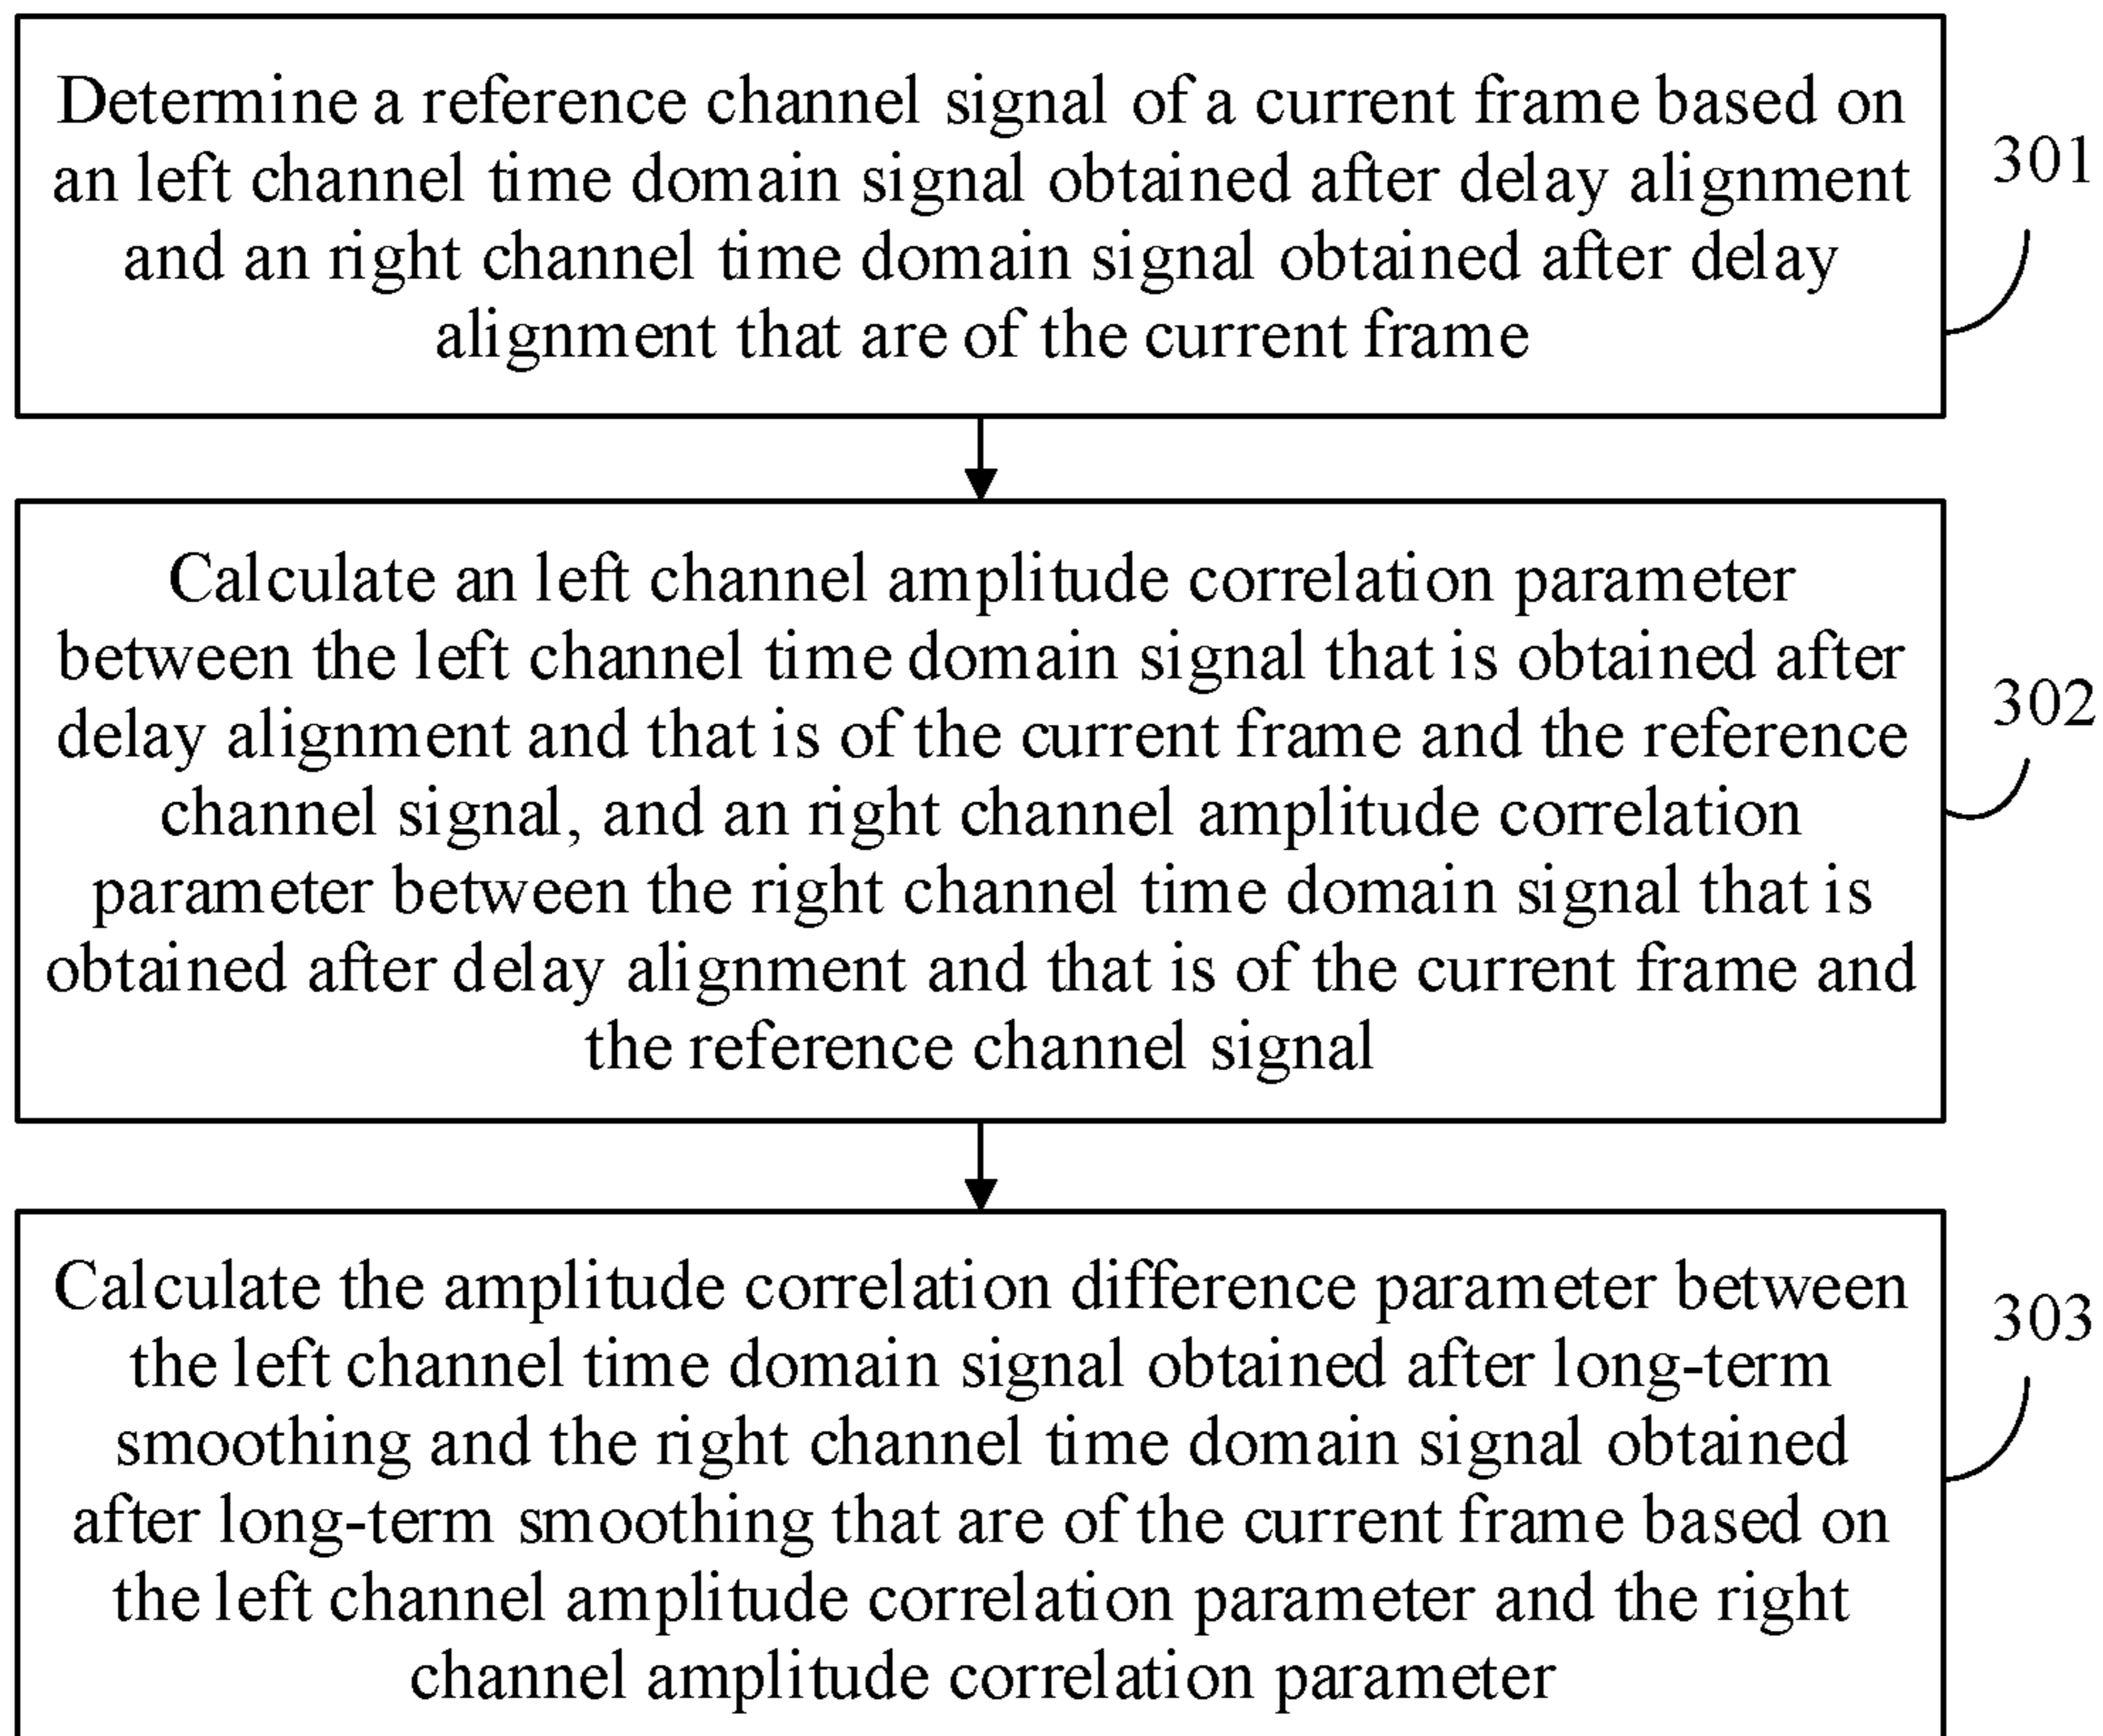 Determine a reference channel signal of a current frame based on
an left channel time domain signal obtained after delay alignment
and an right channel time domain signal obtained after delay
alignment that are of the current frame
301
Calculate an left channel amplitude correlation parameter
between the left channel time domain signal that is obtained after
delay alignment and that is of the current frame and the reference
channel signal, and an right channel amplitude correlation
parameter between the right channel time domain signal that is
obtained after delay alignment and that is of the current frame and
the reference channel signal
302
Calculate the amplitude correlation difference parameter between
the left channel time domain signal obtained after long-term
smoothing and the right channel time domain signal obtained
after long-term smoothing that are of the current frame based on
the left channel amplitude correlation parameter and the right
channel amplitude correlation parameter
303